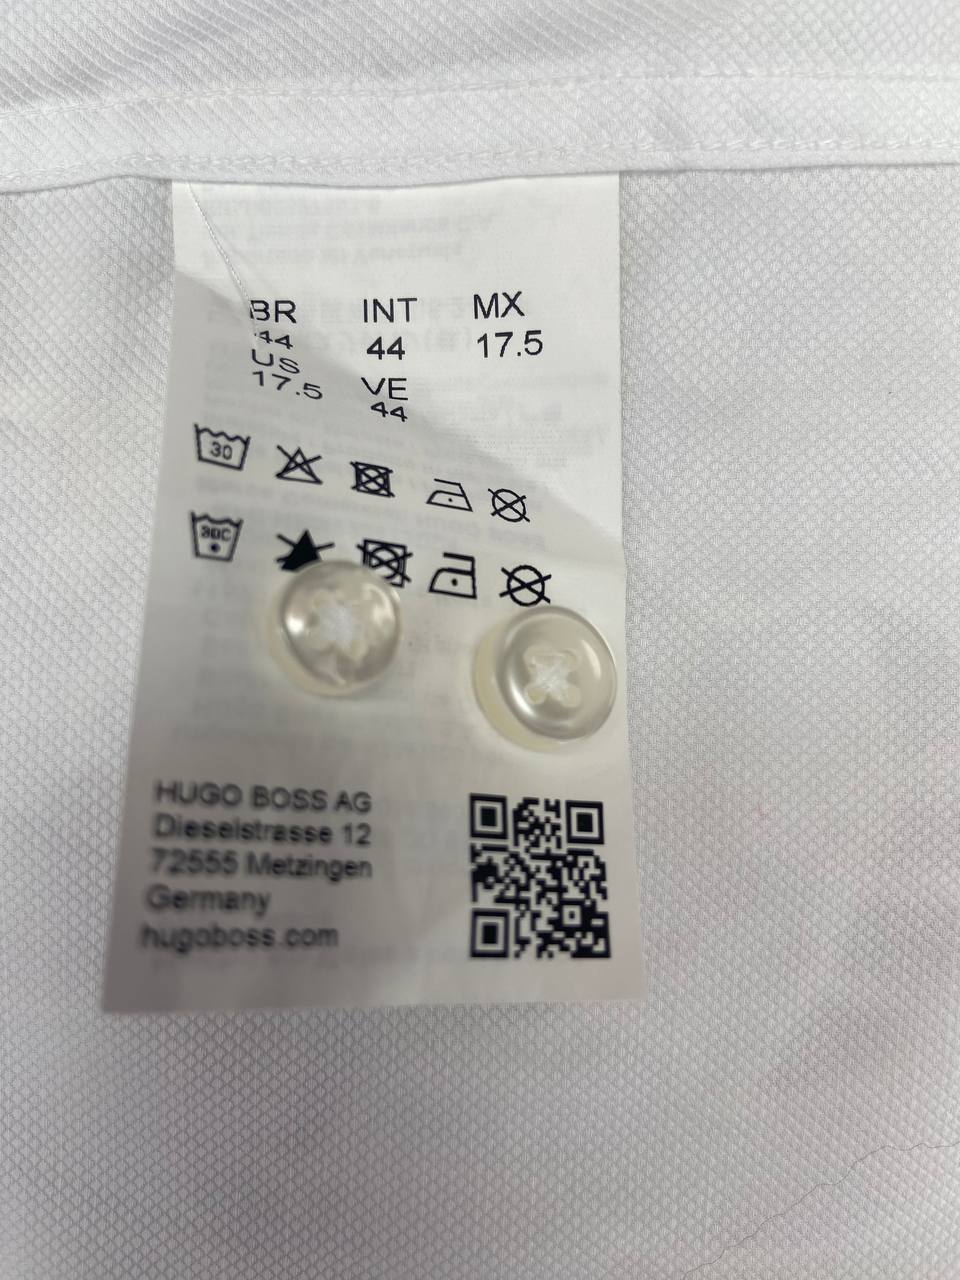 BR INT MX
44 44 17.5
US VE
17.5 44
30
30C
HUGO BOSS AG
Dieselstrasse 12
72555 Metzingen
Germany
hugoboss.com